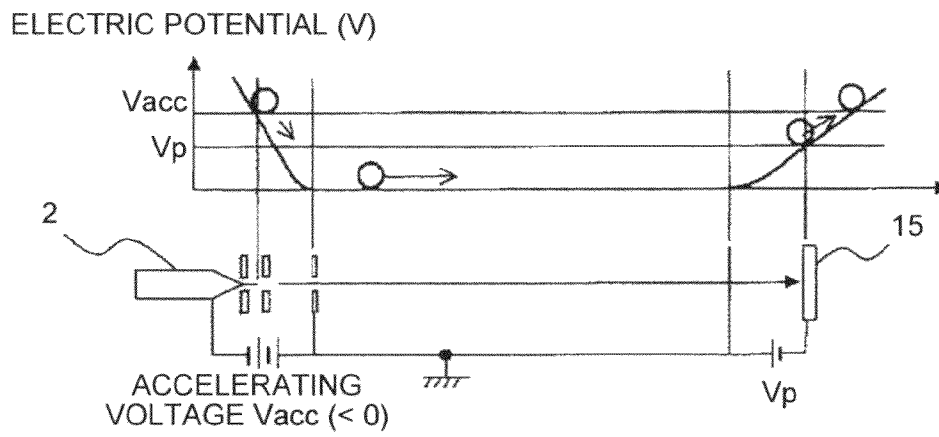 ELECTRIC POTENTIAL (V)
Vacc
Vp
2
15
ACCELERATING
VOLTAGE Vacc (< 0)
Vp